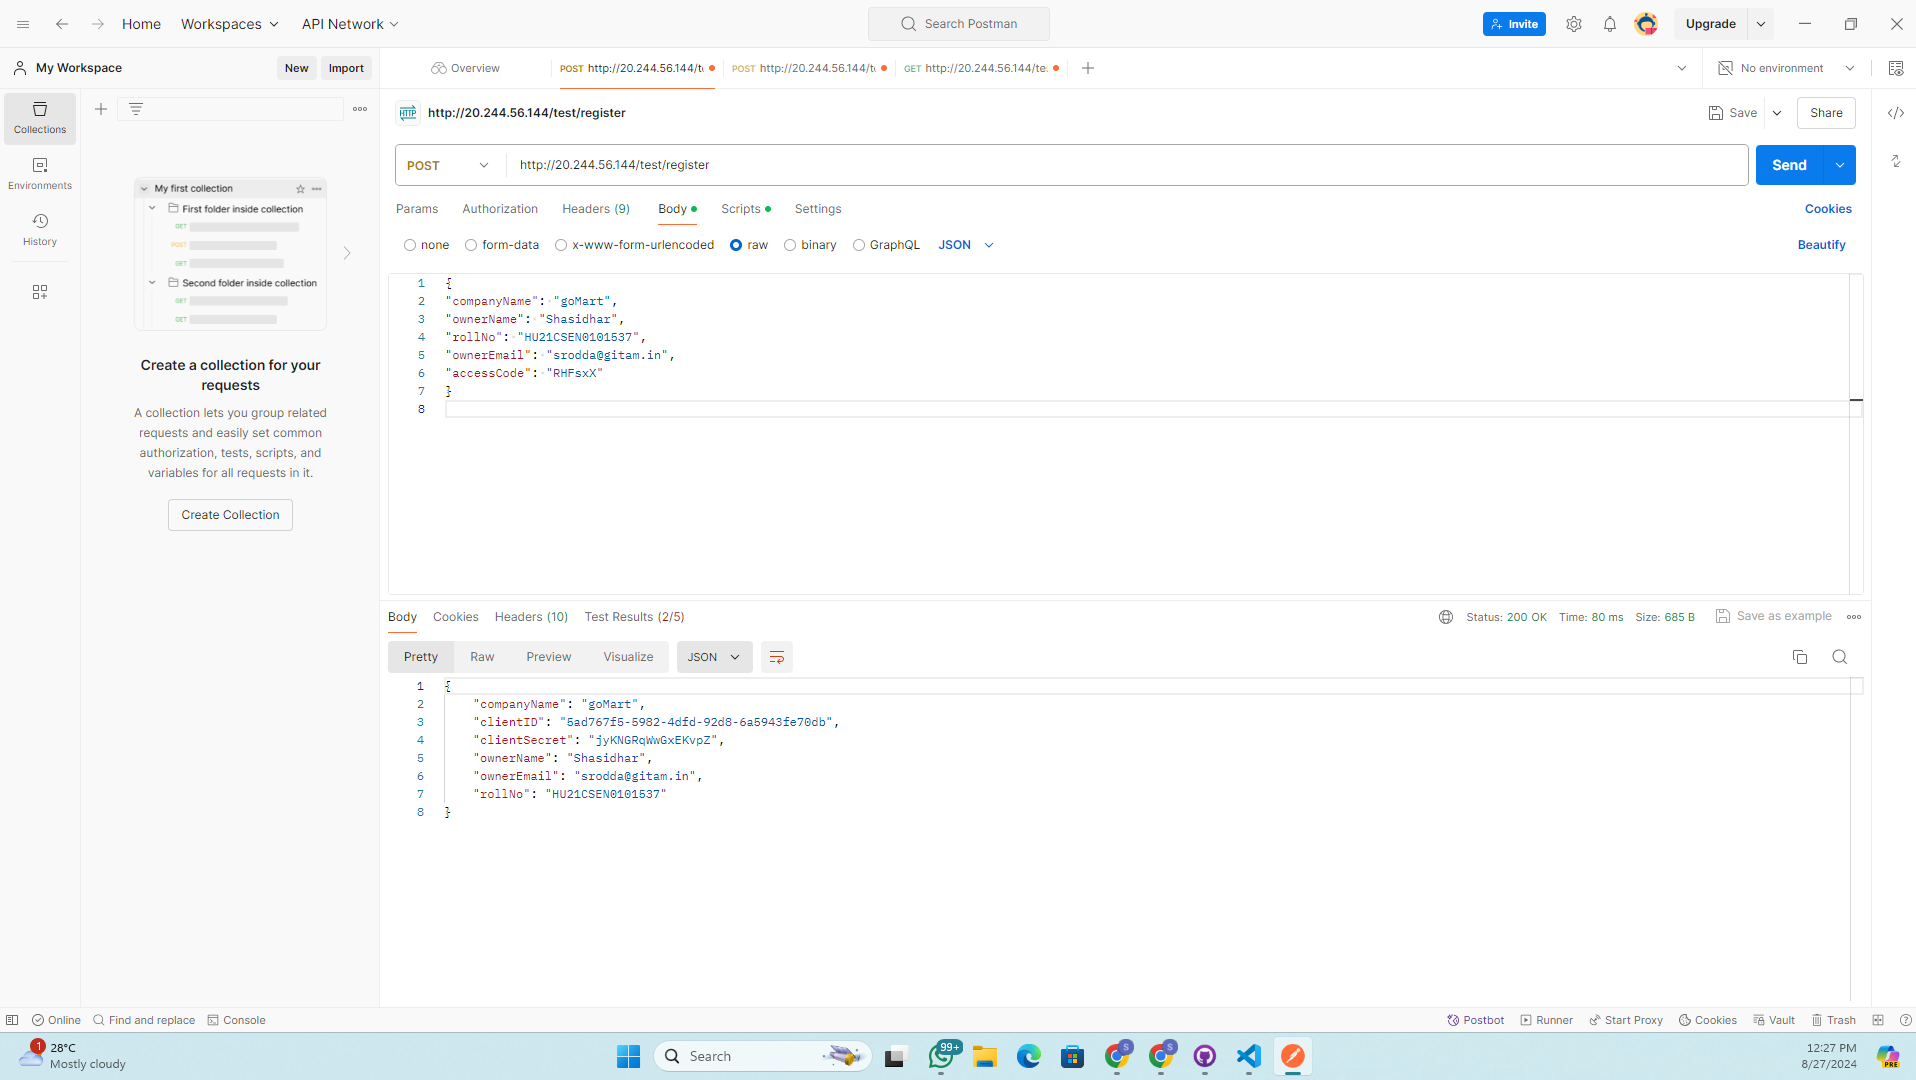 Home Workspaces API Network Search Postman Invite Upgrade
My Workspace New Import Overview POST http://20.244.56.144/t POST http://20.244.56.144/t GET http://20.244.56.144/te. No environment
HTTP http://20.244.56.144/test/register Save Share
Collections
Environments
History
My first collection
First folder inside collection
GET
POST
GET
Second folder inside collection
GET
GET
Create a collection for your
requests
A collection lets you group related
requests and easily set common
authorization, tests, scripts, and
variables for all requests in it.
Create Collection
POST http://20.244.56.144/test/register Send
Params Authorization Headers (9) Body Scripts Settings Cookies
none form-data x-www-form-urlencoded raw binary GraphQL JSON Beautify
1 {
2 "companyName": "goMart",
3 "ownerName": "Shasidhar",
4 "rollNo": "HU21CSEN0101537",
5 "ownerEmail": "srodda@gitam.in",
6 "accessCode": "RHFsxX"
7 }
8
Body Cookies Headers (10) Test Results (2/5) Status: 200 OK Time: 80 ms Size: 685 B Save as example
Pretty Raw Preview Visualize JSON
1 {
2 "companyName": "goMart",
3 "clientID": "5ad767f5-5982-4dfd-92d8-6a5943fe70db",
4 "clientSecret": "jyKNGRqWwGxEKvpZ",
5 "ownerName": "Shasidhar",
6 "ownerEmail": "srodda@gitam.in",
7 "rollNo": "HU21CSEN0101537"
8 }
Online Find and replace Console Postbot Runner Start Proxy Cookies Vault Trash
1 28°C
Mostly cloudy
Search 99+ S S
12:27 PM
8/27/2024
PRE